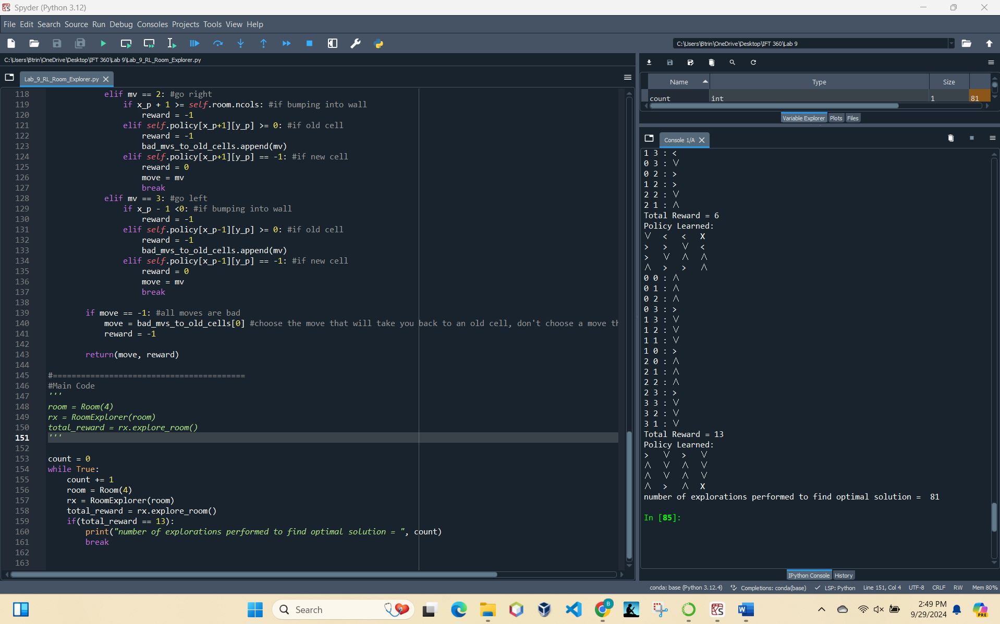 Spyder (Python 3.12)
File Edit Search Source Run Debug Consoles Projects Tools View Help
C:\Users\Btrin\OneDrive\Desktop\IFT 360\Lab 9
C:\Users\Btrin\OneDrive\Desktop\IFT 360\Lab 9\Lab_9_RL_Room_Explorer.py
Lab_9_RL_Room_Explorer.py
118 elif mv == 2: #go right
119 if x_p + 1 >= self.room.ncols: #if bumping into wall
120 reward = -1
121 elif self.policy[x_p+1][y_p] >= 0: #if old cell
122 reward = -1
123 bad_mvs_to_old_cells.append(mv)
124 elif self.policy[x_p+1][y_p] == -1: #if new cell
125 reward = 0
126 move = mv
127 break
128 elif mv == 3: #go left
129 if x_p - 1 <0: #if bumping into wall
130 reward = -1
131 elif self.policy[x_p-1][y_p] >= 0: #if old cell
132 reward = -1
133 bad_mvs_to_old_cells.append(mv)
134 elif self.policy[x_p-1][y_p] == -1: #if new cell
135 reward = 0
136 move = mv
137 break
138
139 if move == -1: #all moves are bad
140 move = bad_mvs_to_old_cells[0] #choose the move that will take you back to an old cell, don't choose a move th
141 reward = -1
142
143 return(move, reward)
144
145 #=========================================
146 #Main Code
147 '''
148 room = Room(4)
149 rx = RoomExplorer(room)
150 total_reward = rx.explore_room()
151 '''
152
153 count = 0
154 while True:
155 count += 1
156 room = Room(4)
157 rx = RoomExplorer(room)
158 total_reward = rx.explore_room()
159 if(total_reward == 13):
160 print("number of explorations performed to find optimal solution = ", count)
161 break
162
163
Name Type Size
count int 1 81
Variable Explorer Plots Files
Console 1/A
1 3 : <
0 3 : V
0 2 : >
1 2 : >
2 2 : V
2 1 : Λ
Total Reward = 6
Policy Learned:
V < < X
> > V <
> V Λ Λ
Λ > > Λ
0 0 : Λ
0 1 : Λ
0 2 : Λ
0 3 : >
1 3 : V
1 2 : V
1 1 : V
1 0 : >
2 0 : Λ
2 1 : Λ
2 2 : Λ
2 3 : >
3 3 : V
3 2 : V
3 1 : V
Total Reward = 13
Policy Learned:
> V > V
Λ V Λ V
Λ V Λ V
Λ > Λ X
number of explorations performed to find optimal solution = 81
In [85]:
IPython Console History
conda: base (Python 3.12.4) Completions: conda(base) LSP: Python Line 151, Col 4 UTF-8 CRLF RW Mem 80%
Search
B
PRE
2:49 PM
9/29/2024